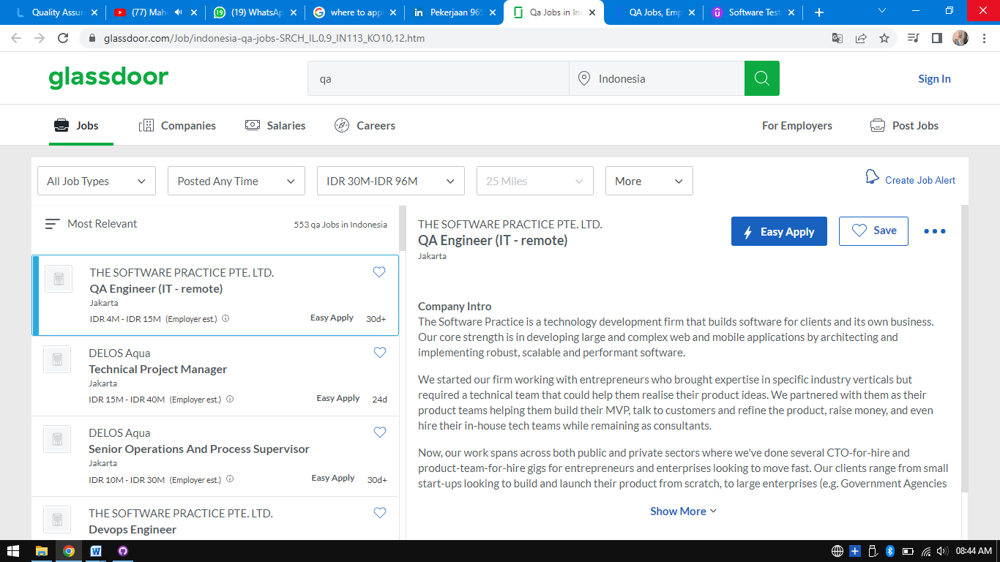 Quality Assur
(77) Mah
(19) WhatsAp
where to app
Pekerjaan 965
Qa Jobs in In
QA Jobs, Emp
Software Test
glassdoor.com/Job/indonesia-qa-jobs-SRCH_IL.0,9_IN113_KO10,12.htm
glassdoor
qa
Indonesia
Sign In
Jobs
Companies
Salaries
Careers
For Employers
Post Jobs
All Job Types
Posted Any Time
IDR 30M-IDR 96M
25 Miles
More
Create Job Alert
Most Relevant
553 qa Jobs in Indonesia
THE SOFTWARE PRACTICE PTE. LTD.
QA Engineer (IT - remote)
Jakarta
IDR 4M - IDR 15M (Employer est.)
Easy Apply
30d+
DELOS Aqua
Technical Project Manager
Jakarta
IDR 15M - IDR 40M (Employer est.)
Easy Apply
24d
DELOS Aqua
Senior Operations And Process Supervisor
Jakarta
IDR 10M - IDR 30M (Employer est.)
Easy Apply
30d+
THE SOFTWARE PRACTICE PTE. LTD.
Devops Engineer
THE SOFTWARE PRACTICE PTE. LTD.
QA Engineer (IT - remote)
Jakarta
Easy Apply
Save
Company Intro
The Software Practice is a technology development firm that builds software for clients and its own business.
Our core strength is in developing large and complex web and mobile applications by architecting and
implementing robust, scalable and performant software.
We started our firm working with entrepreneurs who brought expertise in specific industry verticals but
required a technical team that could help them realise their product ideas. We partnered with them as their
product teams helping them build their MVP, talk to customers and refine the product, raise money, and even
hire their in-house tech teams while remaining as consultants.
Now, our work spans across both public and private sectors where we've done several CTO-for-hire and
product-team-for-hire gigs for entrepreneurs and enterprises looking to move fast. Our clients range from small
start-ups looking to build and launch their product from scratch, to large enterprises (e.g. Government Agencies
Show More
08:44 AM